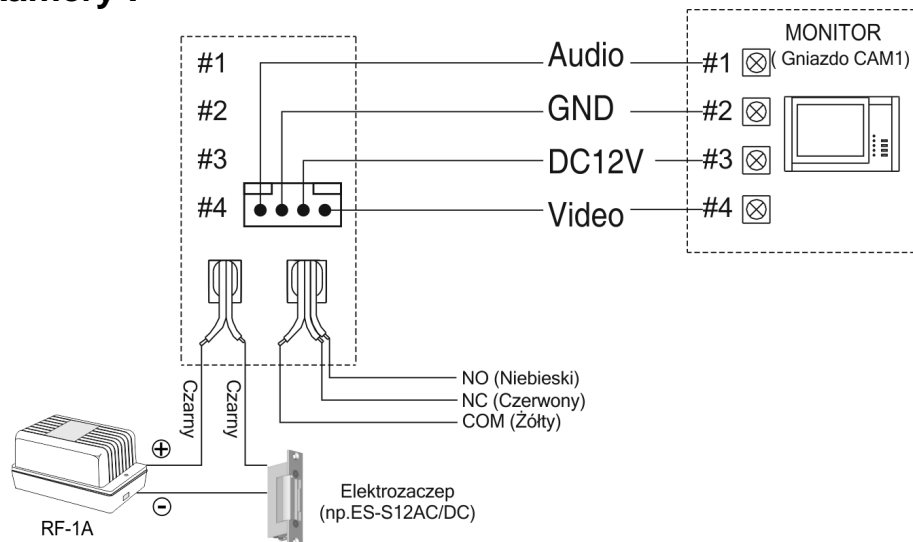 MONITOR
( Gniazdo CAM1)
#1 Audio #1
#2 GND #2
#3 DC12V #3
#4 Video #4
NO (Niebieski)
NC (Czerwony)
COM (Żółty)
Czarny Czarny
+
-
RF-1A
Elektrozaczep
(np.ES-S12AC/DC)